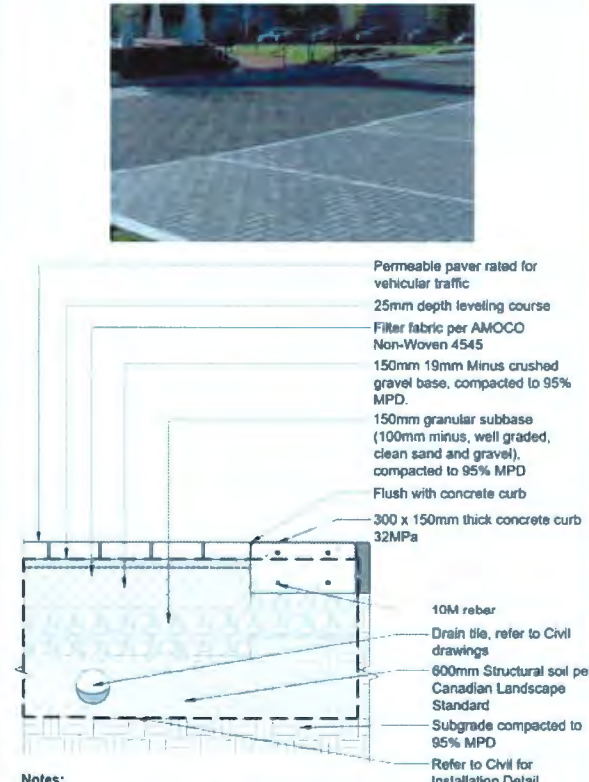 Permeable paver rated for
vehicular traffic
25mm depth leveling course
Filter fabric per AMOCO
Non-Woven 4545
150mm 19mm Minus crushed
gravel base, compacted to 95%
MPD.
150mm granular subbase
(100mm minus, well graded,
clean sand and gravel),
compacted to 95% MPD
Flush with concrete curb
300 x 150mm thick concrete curb
32MPa
10M rebar
Drain tile, refer to Civil
drawings
600mm Structural soil pe
Canadian Landscape
Standard
Subgrade compacted to
95% MPD
Refer to Civil for
Installation Detail
Notes: